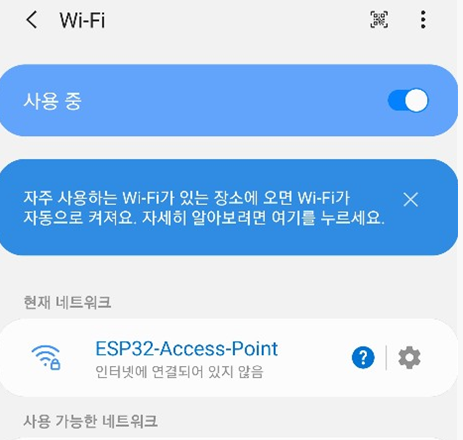 Wi-Fi
사용 중
자주 사용하는 Wi-Fi가 있는 장소에 오면 Wi-Fi가
자동으로 켜져요. 자세히 알아보려면 여기를 누르세요.
현재 네트워크
ESP32-Access-Point
인터넷에 연결되어 있지 않음
사용 가능한 네트워크